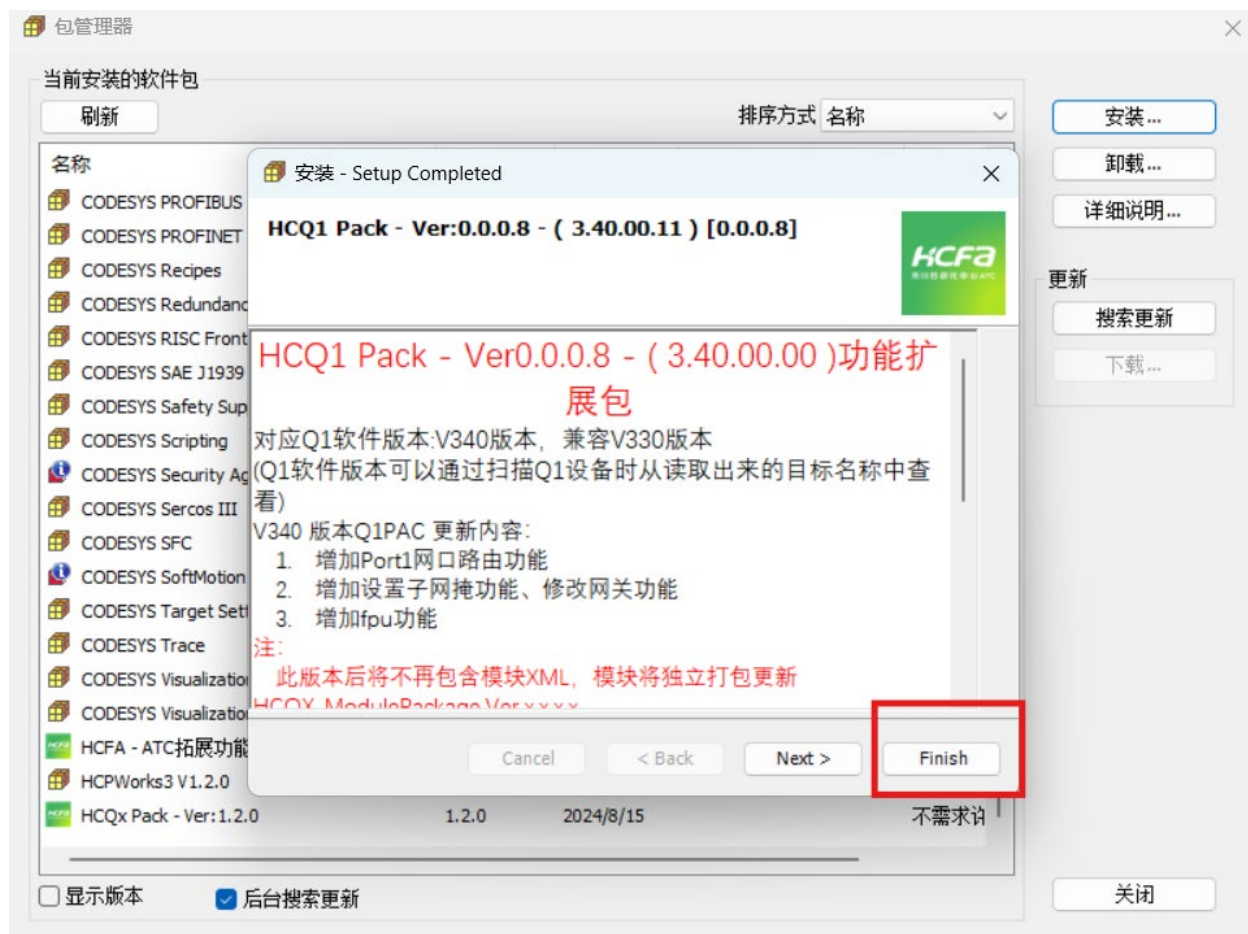 包管理器
当前安装的软件包
刷新
排序方式 名称
安装...
卸载...
详细说明...
更新
搜索更新
下载...
关闭
名称
CODESYS PROFIBUS
CODESYS PROFINET
CODESYS Recipes
CODESYS Redundanc
CODESYS RISC Front
CODESYS SAE J1939
CODESYS Safety Sup
CODESYS Scripting
CODESYS Security Ag
CODESYS Sercos III
CODESYS SFC
CODESYS SoftMotion
CODESYS Target Sett
CODESYS Trace
CODESYS Visualization
CODESYS Visualization
HCFA - ATC拓展功能
HCPWorks3 V1.2.0
HCQx Pack - Ver:1.2.0 1.2.0 2024/8/15 不需求许
显示版本
后台搜索更新
安装 - Setup Completed
HCQ1 Pack - Ver:0.0.0.8 - ( 3.40.00.11 ) [0.0.0.8]
HCFA
HCQ1 Pack - Ver0.0.0.8 - ( 3.40.00.00 )功能扩
展包
对应Q1软件版本:V340版本，兼容V330版本
(Q1软件版本可以通过扫描Q1设备时从读取出来的目标名称中查
看)
V340 版本Q1PAC 更新内容：
1. 增加Port1网口路由功能
2. 增加设置子网掩功能、修改网关功能
3. 增加fpu功能
注：
此版本后将不再包含模块XML，模块将独立打包更新
HCQX_ModulePackage Ver x.x.x.x
Cancel
< Back
Next >
Finish